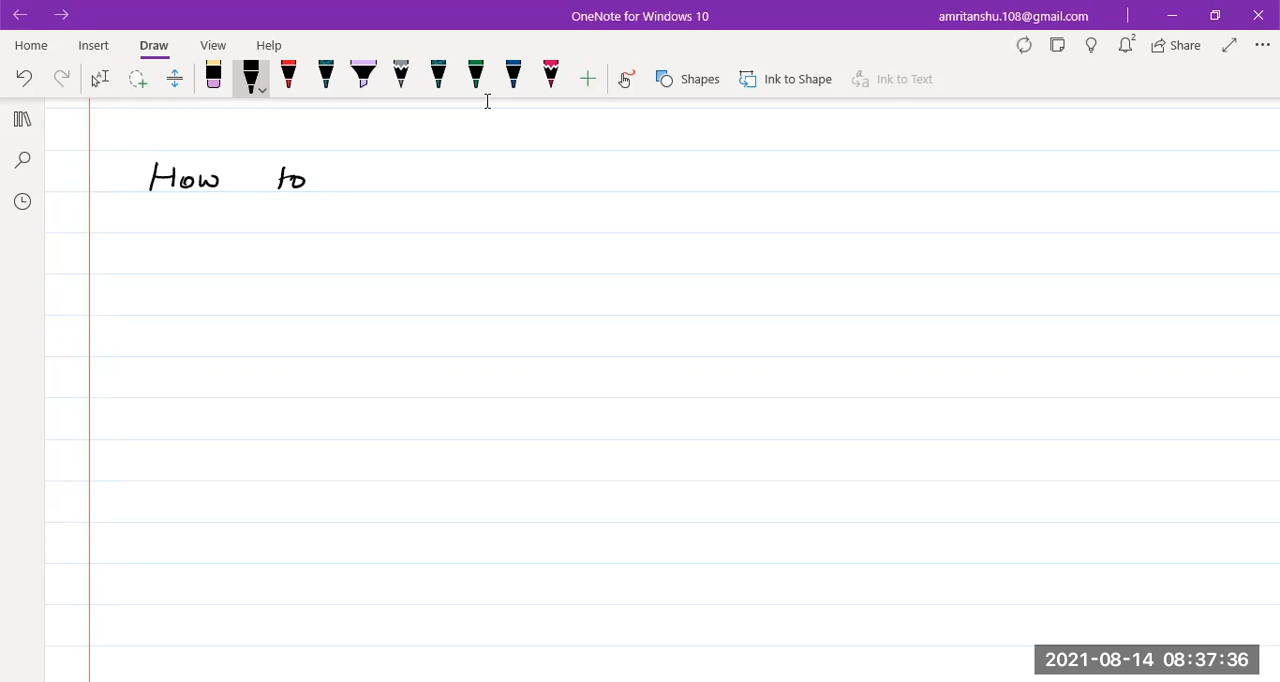 OneNote for Windows 10
amritanshu.108@gmail.com
Home Insert Draw View Help
2
Share
Shapes Ink to Shape Ink to Text
How to
2021-08-14 08:37:36